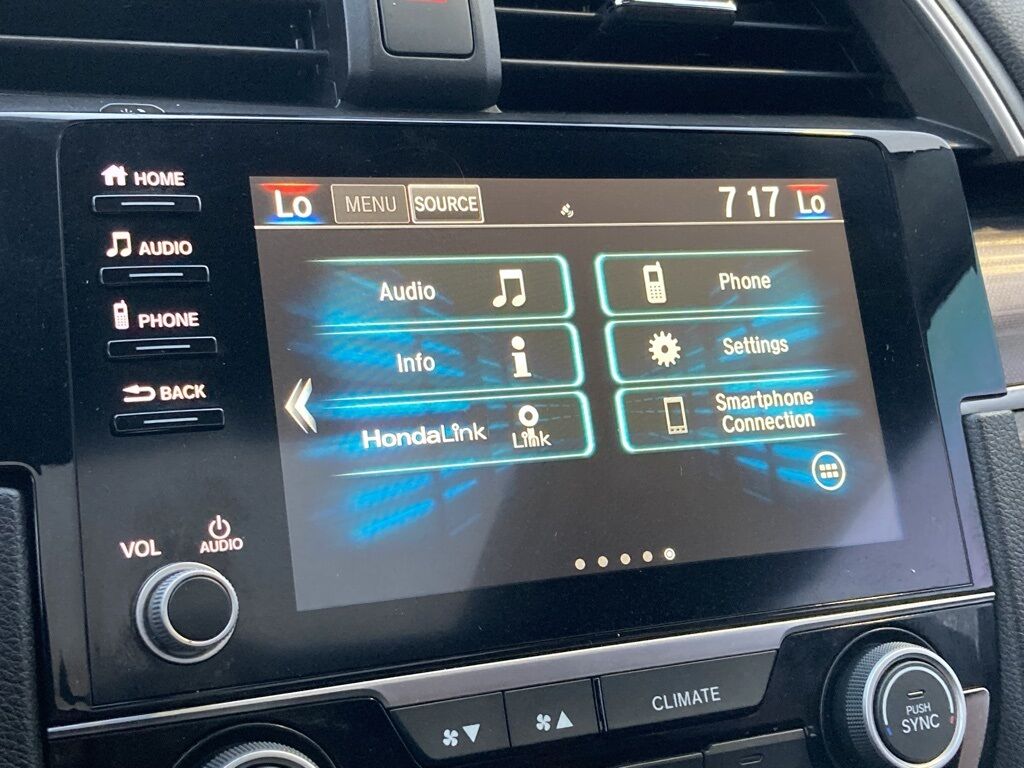 HOME
AUDIO
PHONE
BACK
VOL
AUDIO
Lo MENU SOURCE 7 17 Lo
Audio
Phone
Info
Settings
HondaLink
Link
Smartphone
Connection
CLIMATE
PUSH
SYNC